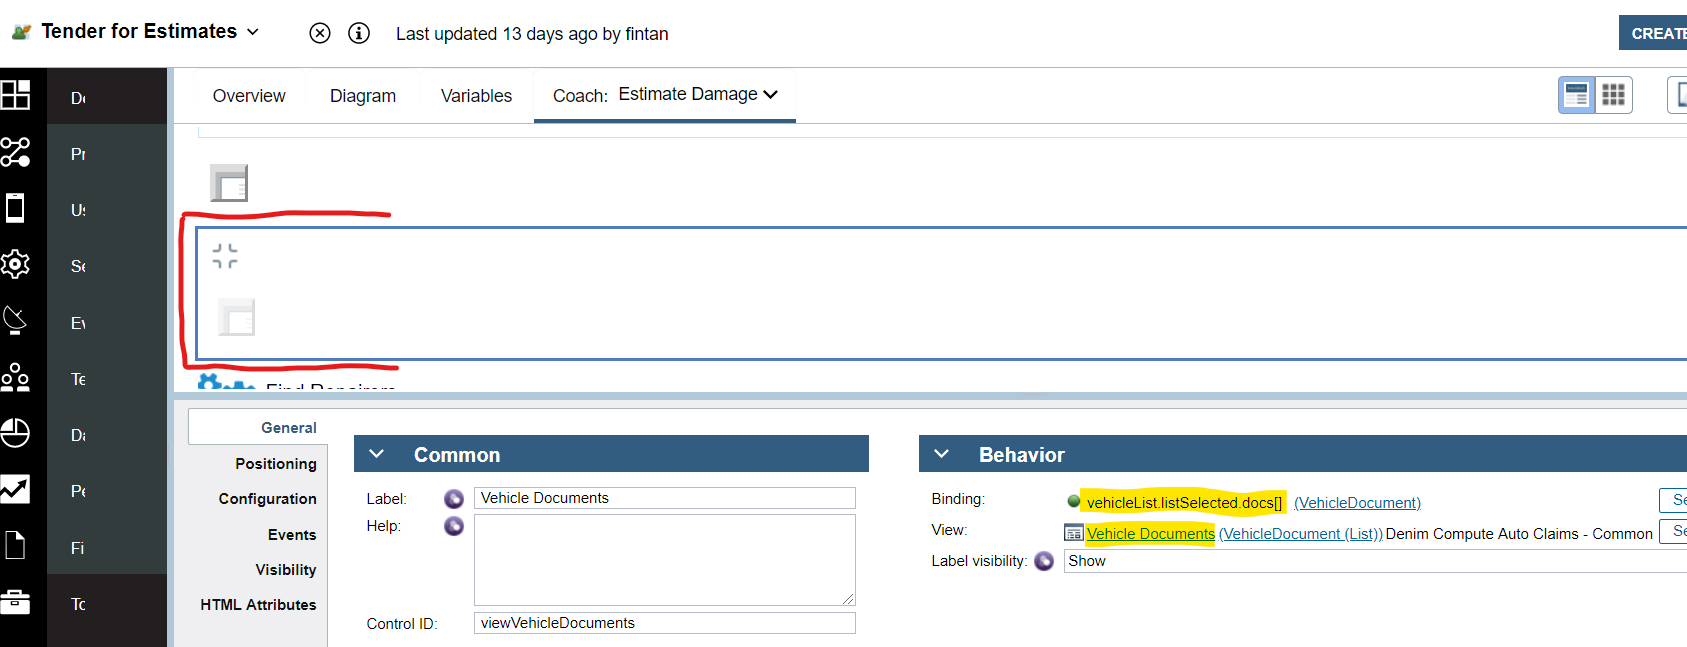 Tender for Estimates
Last updated 13 days ago by fintan
CREATE
Overview
Diagram
Variables
Coach: Estimate Damage
De
Pr
Us
Se
Ev
Te
Da
Pe
Fi
To
Find Repairers
General
Positioning
Configuration
Events
Visibility
HTML Attributes
Common
Label: Vehicle Documents
Help:
Control ID: viewVehicleDocuments
Behavior
Binding: vehicleList.listSelected.docs[] (VehicleDocument) Se
View: Vehicle Documents (VehicleDocument (List)) Denim Compute Auto Claims - Common Se
Label visibility: Show